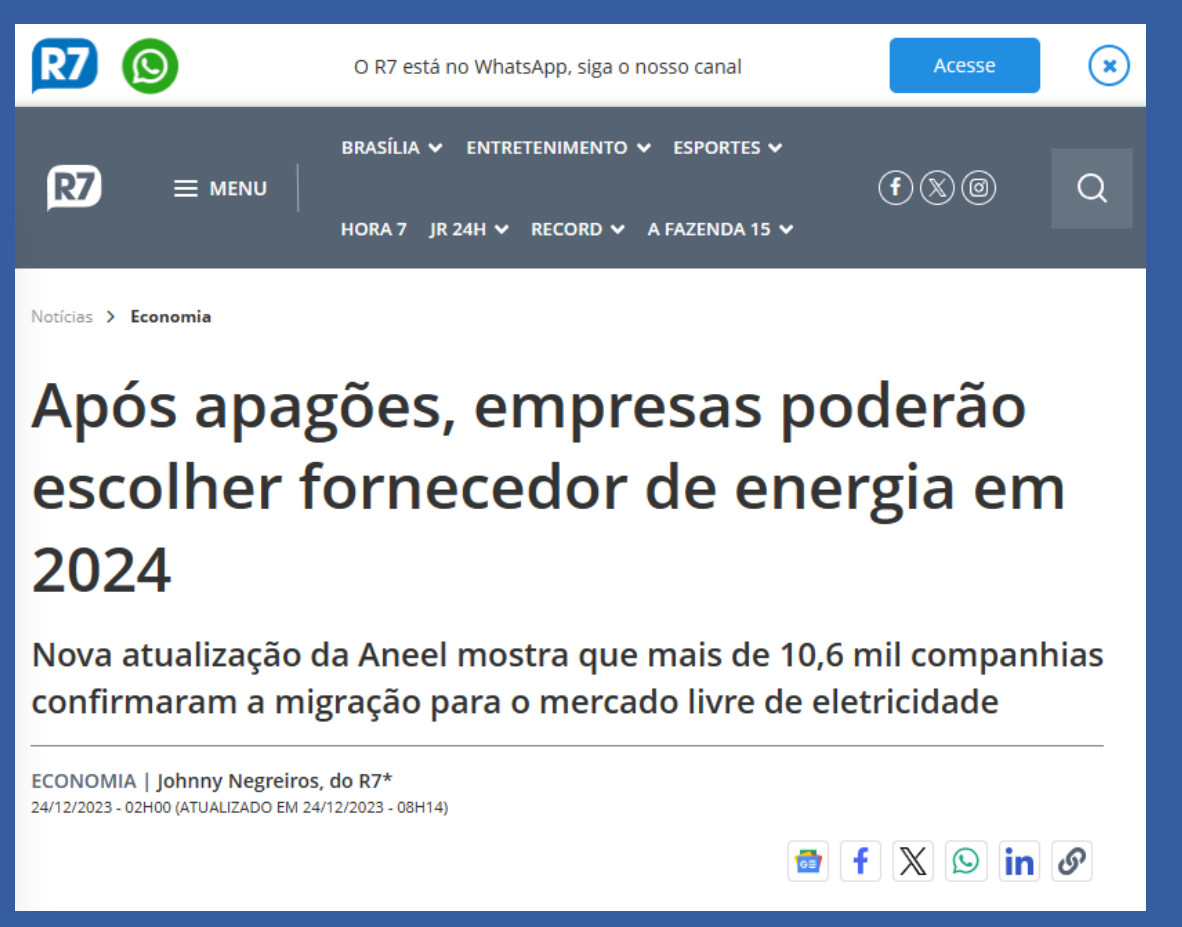 R7
O R7 está no WhatsApp, siga o nosso canal
Acesse
R7
MENU
BRASÍLIA
ENTRETENIMENTO
ESPORTES
HORA 7
JR 24H
RECORD
A FAZENDA 15
Notícias > Economia
Após apagões, empresas poderão
escolher fornecedor de energia em
2024
Nova atualização da Aneel mostra que mais de 10,6 mil companhias
confirmaram a migração para o mercado livre de eletricidade
ECONOMIA | Johnny Negreiros, do R7*
24/12/2023 - 02H00 (ATUALIZADO EM 24/12/2023 - 08H14)